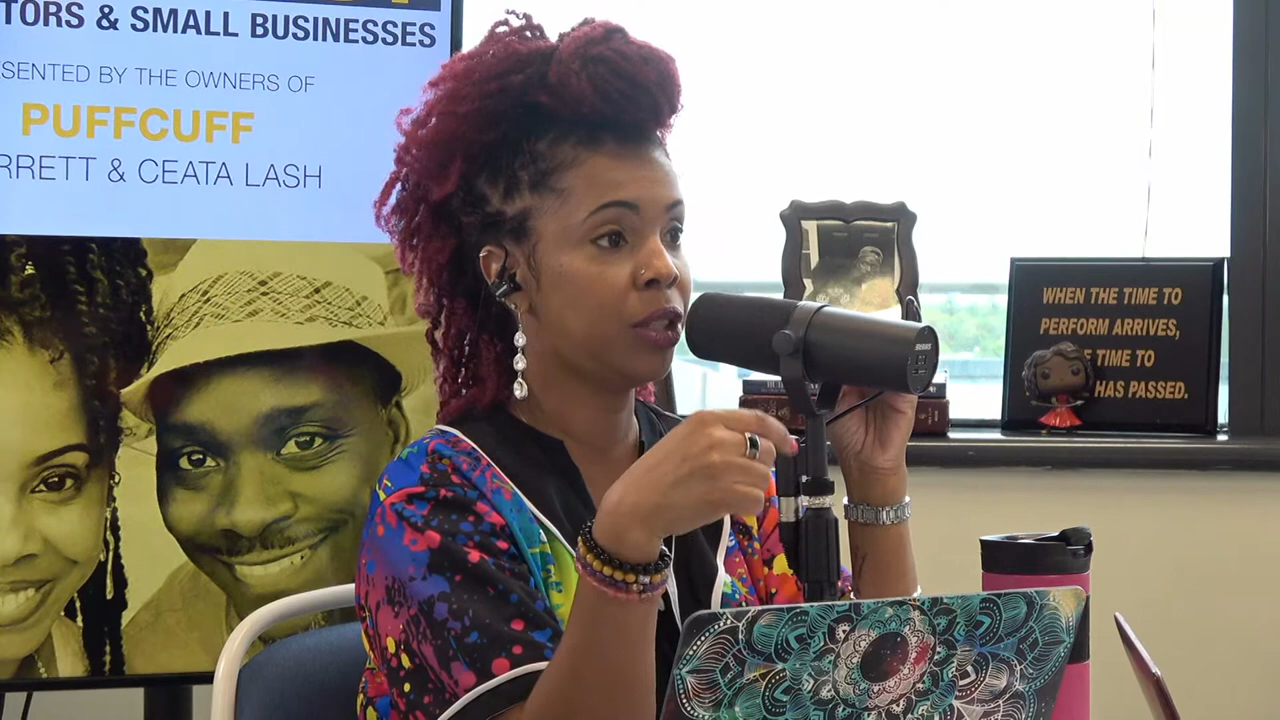 TORS & SMALL BUSINESSES
SENTED BY THE OWNERS OF
PUFFCUFF
RRETT & CEATA LASH
WHEN THE TIME TO
PERFORM ARRIVES,
TIME TO
HAS PASSED.